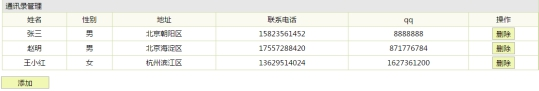 通讯录管理
姓名 性别 地址 联系电话 qq 操作
张三 男 北京朝阳区 15823561452 8888888 删除
赵明 男 北京海淀区 17557288420 871776784 删除
王小红 女 杭州滨江区 13629514024 1627361200 删除
添加